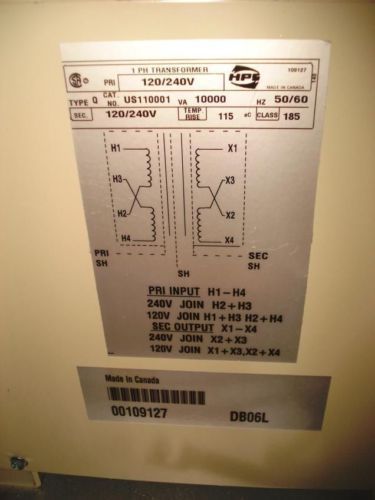 1 PH TRANSFORMER
109127
PRI 120/240V
HPS
MADE IN CANADA
TYPE Q CAT NO. US110001 VA 10000 HZ 50/60
SEC. 120/240V TEMP. RISE 115 °C CLASS 185
H1 X1
H3 X3
H2 X2
H4 X4
PRI SH
SEC SH
SH
PRI INPUT H1-H4
240V JOIN H2+H3
120V JOIN H1+H3 H2+H4
SEC OUTPUT X1-X4
240V JOIN X2+X3
120V JOIN X1+X3,X2+X4
Made in Canada
00109127 DB06L